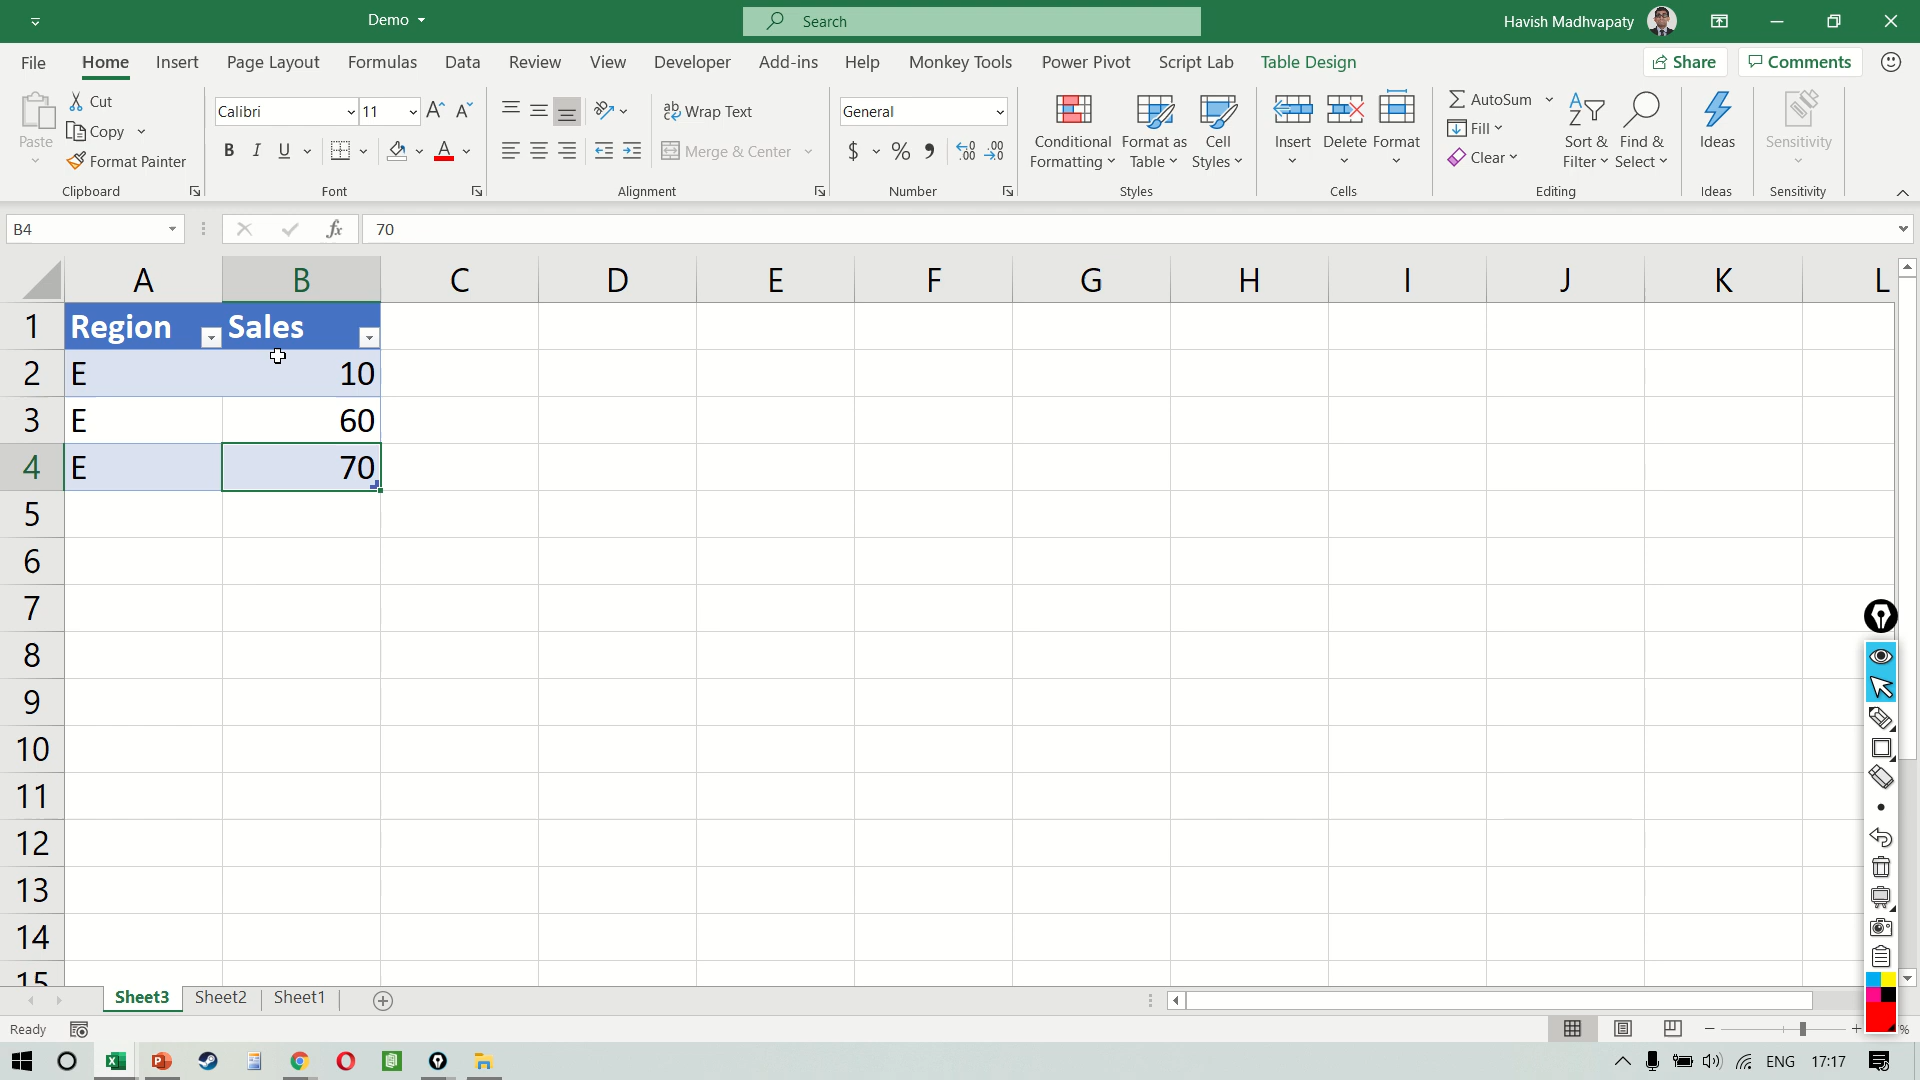 Demo
Search
Havish Madhvapaty
File Home Insert Page Layout Formulas Data Review View Developer Add-ins Help Monkey Tools Power Pivot Script Lab Table Design
Share Comments
Paste
Cut
Copy
Format Painter
Clipboard
Calibri 11
B I U
Font
Wrap Text
Merge & Center
Alignment
General
$ %
Number
Conditional Formatting
Format as Table
Cell Styles
Styles
Insert Delete Format
Cells
AutoSum
Fill
Clear
Sort & Filter
Find & Select
Editing
Ideas
Ideas
Sensitivity
Sensitivity
B4 fx 70
A B C D E F G H I J K L
1 Region Sales
2 E 10
3 E 60
4 E 70
5
6
7
8
9
10
11
12
13
14
15
Sheet3 Sheet2 Sheet1
Ready %
ENG 17:17